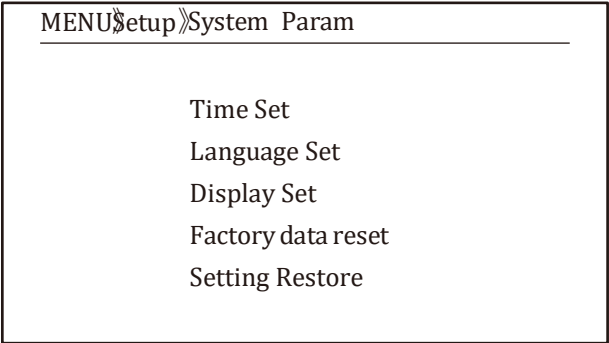 MENU》Setup》System Param
Time Set
Language Set
Display Set
Factory data reset
Setting Restore